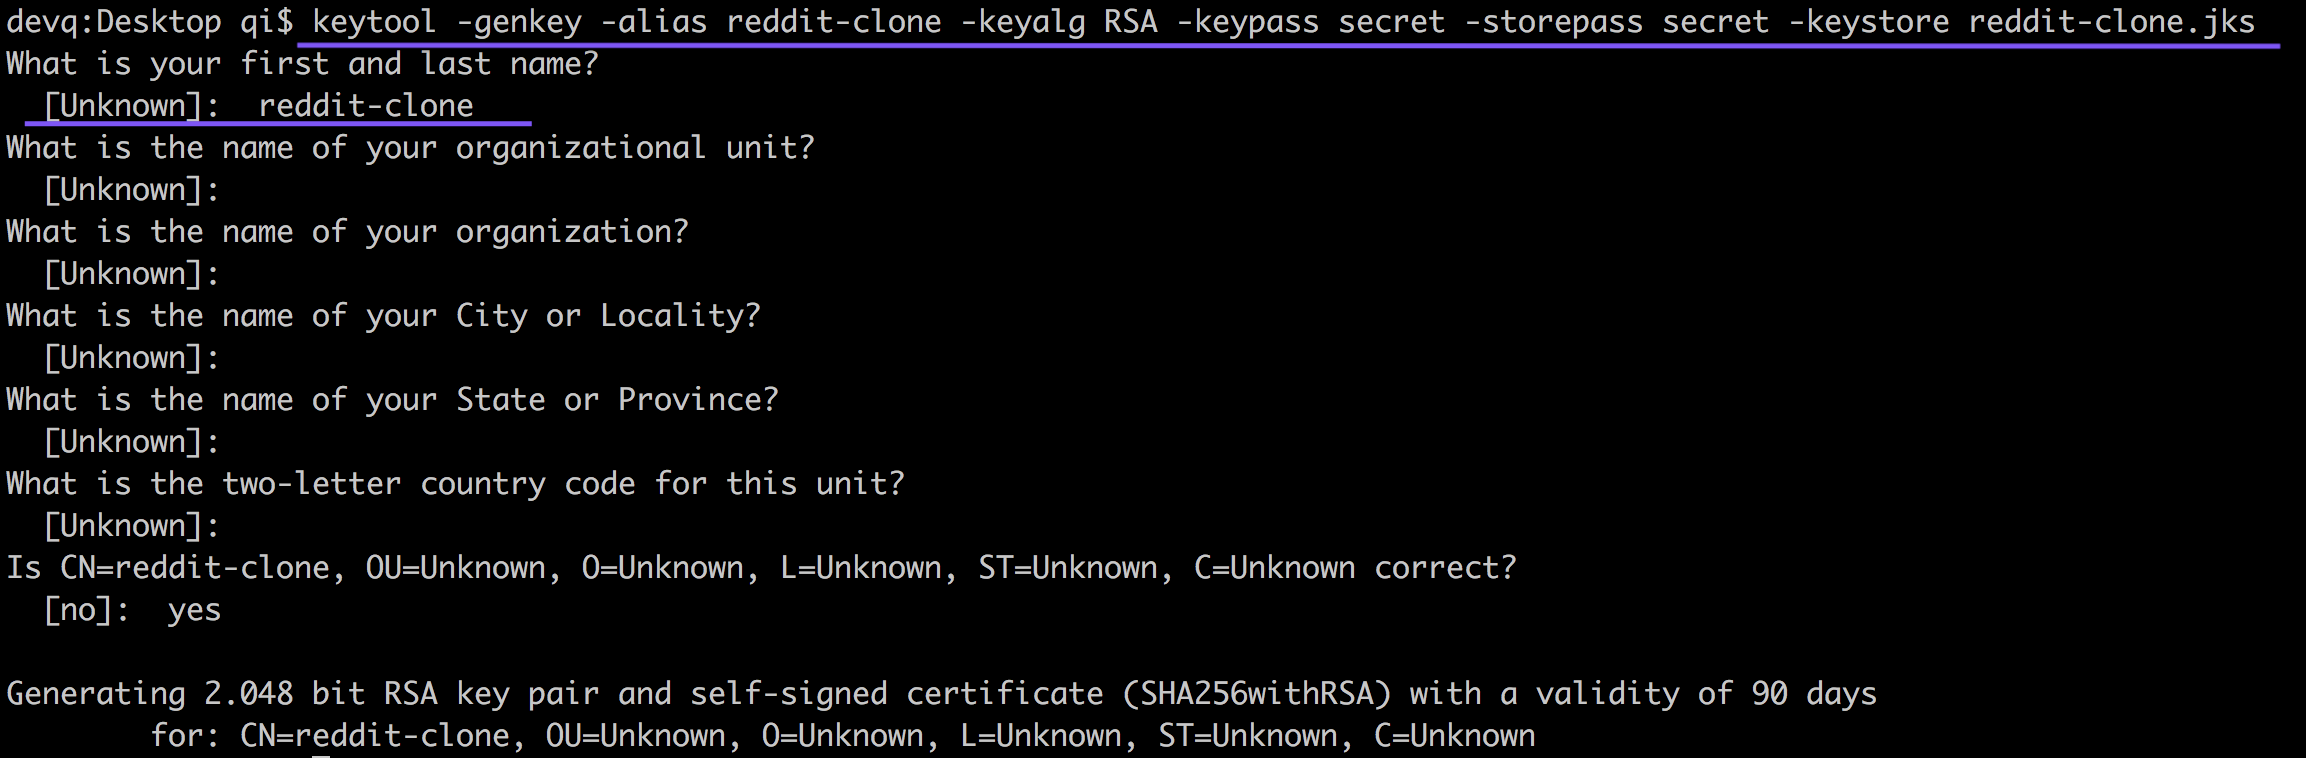 devq:Desktop qi$ keytool -genkey -alias reddit-clone -keyalg RSA -keypass secret -storepass secret -keystore reddit-clone.jks
What is your first and last name?
  [Unknown]:  reddit-clone
What is the name of your organizational unit?
  [Unknown]:
What is the name of your organization?
  [Unknown]:
What is the name of your City or Locality?
  [Unknown]:
What is the name of your State or Province?
  [Unknown]:
What is the two-letter country code for this unit?
  [Unknown]:
Is CN=reddit-clone, OU=Unknown, O=Unknown, L=Unknown, ST=Unknown, C=Unknown correct?
  [no]:  yes

Generating 2.048 bit RSA key pair and self-signed certificate (SHA256withRSA) with a validity of 90 days
        for: CN=reddit-clone, OU=Unknown, O=Unknown, L=Unknown, ST=Unknown, C=Unknown